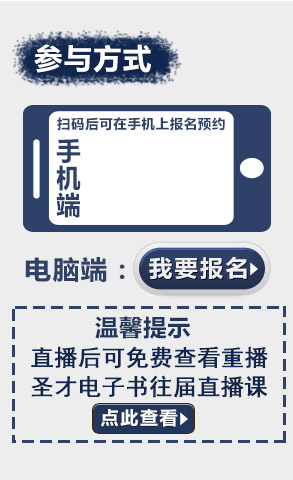 参与方式
扫码后可在手机上报名预约
手机端
电脑端：我要报名
温馨提示
直播后可免费查看重播
圣才电子书往届直播课
点此查看